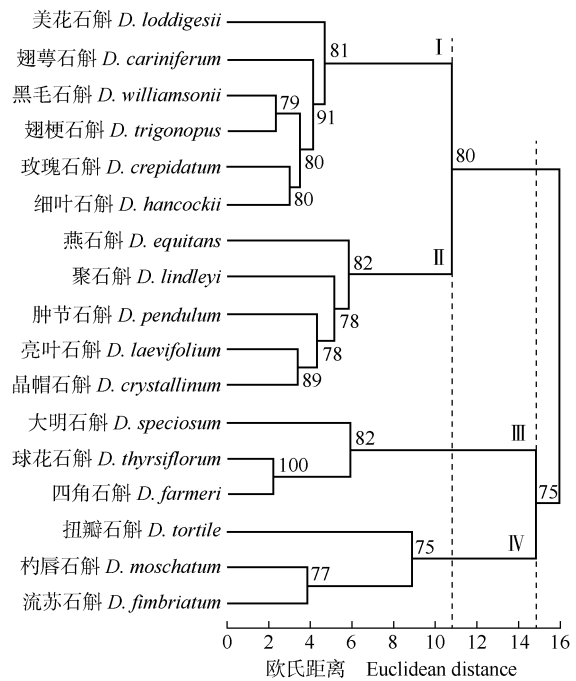 美花石斛 D. loddigesii
翅萼石斛 D. cariniferum
黑毛石斛 D. williamsonii
翅梗石斛 D. trigonopus
玫瑰石斛 D. crepidatum
细叶石斛 D. hancockii
燕石斛 D. equitans
聚石斛 D. lindleyi
肿节石斛 D. pendulum
亮叶石斛 D. laevifolium
晶帽石斛 D. crystallinum
大明石斛 D. speciosum
球花石斛 D. thyrsiflorum
四角石斛 D. farmeri
扭瓣石斛 D. tortile
杓唇石斛 D. moschatum
流苏石斛 D. fimbriatum
81
79
91
80
80
82
78
78
89
82
100
75
77
80
75
Ⅰ
Ⅱ
Ⅲ
Ⅳ
0 2 4 6 8 10 12 14 16
欧氏距离 Euclidean distance